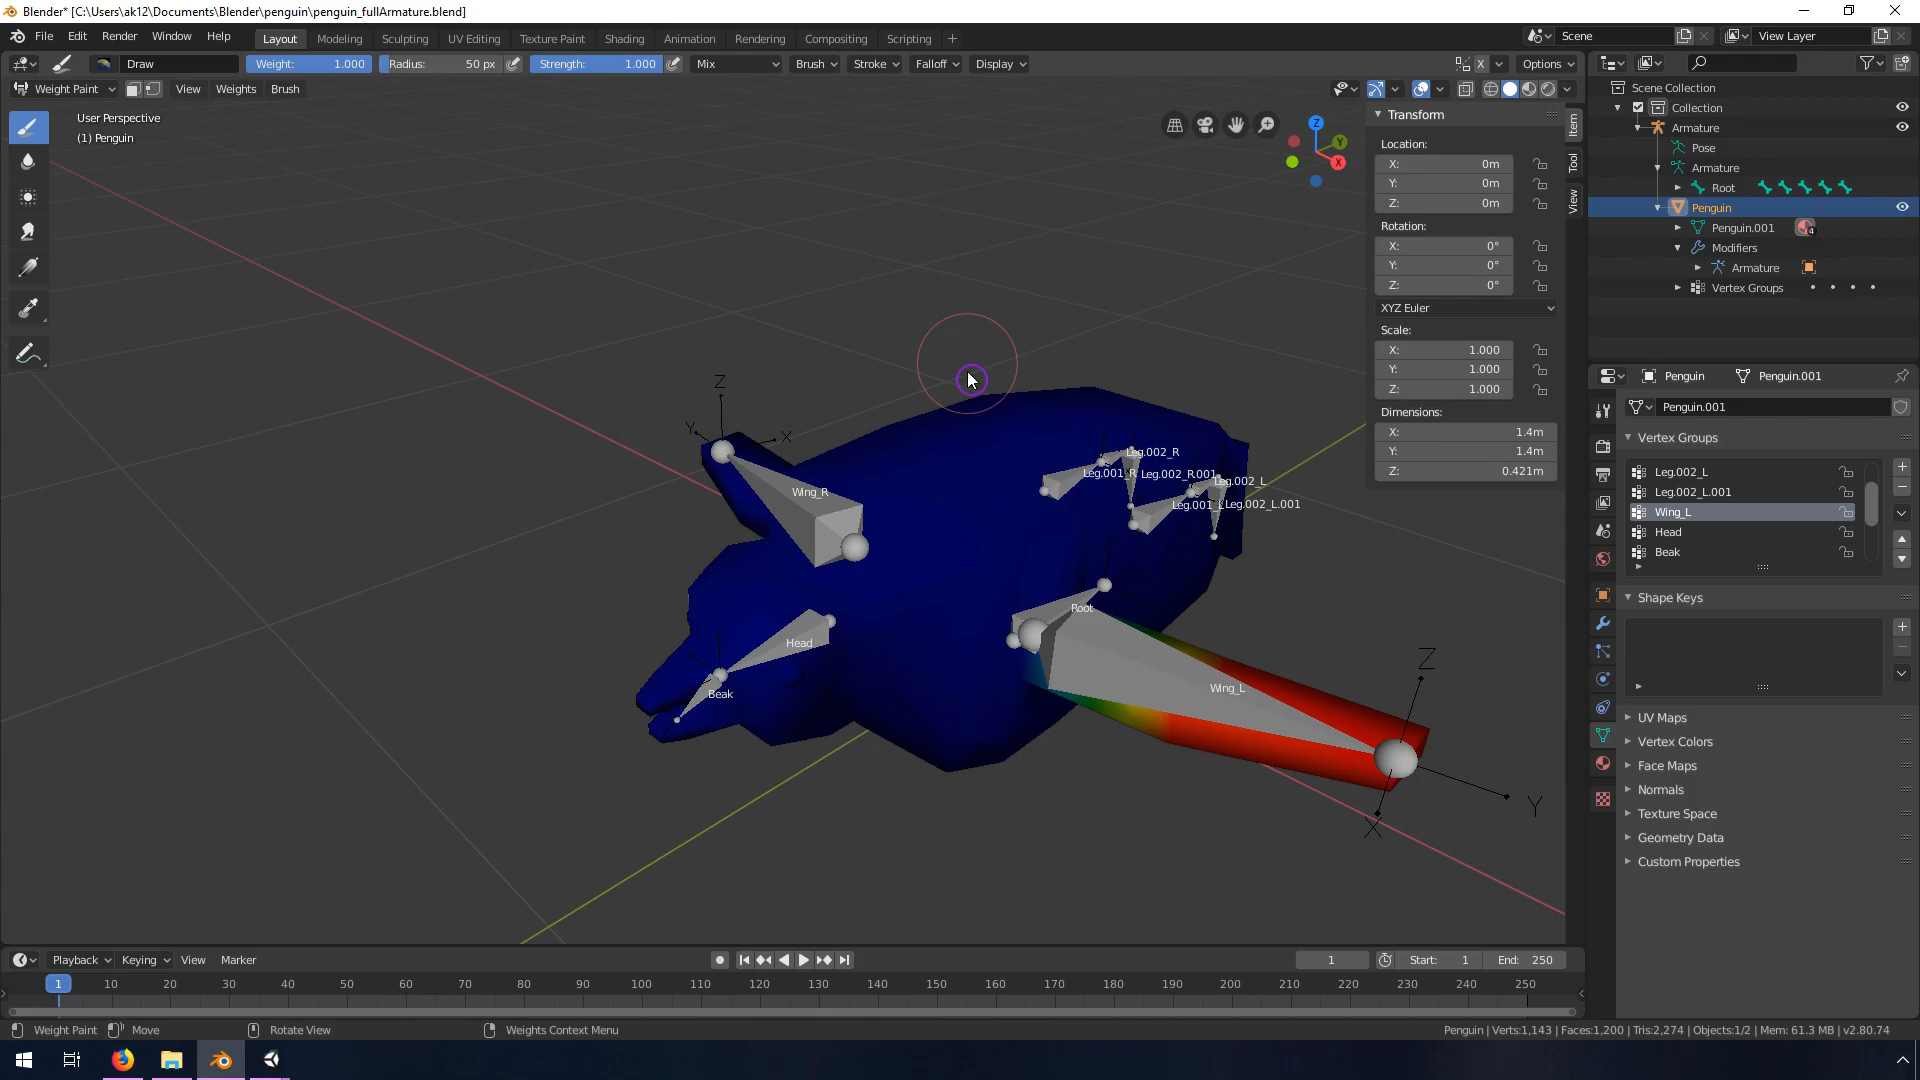 Blender* [C:\Users\ak12\Documents\Blender\penguin\penguin_fullArmature.blend]
File Edit Render Window Help Layout Modeling Sculpting UV Editing Texture Paint Shading Animation Rendering Compositing Scripting + Scene View Layer
Draw Weight: 1.000 Radius: 50 px Strength: 1.000 Mix Brush Stroke Falloff Display X Options
Weight Paint View Weights Brush
User Perspective
(1) Penguin
Z
Y
X
Transform
Location:
X: 0m
Y: 0m
Z: 0m
Rotation:
X: 0°
Y: 0°
Z: 0°
XYZ Euler
Scale:
X: 1.000
Y: 1.000
Z: 1.000
Dimensions:
X: 1.4m
Y: 1.4m
Z: 0.421m
Item
Tool
View
Z
Y
X
Wing_R
Leg.002_R
Leg.001_R
Leg.002_R.001
Leg.002_L
Leg.001_L
Leg.002_L.001
Root
Head
Beak
Wing_L
Z
Y
X
Scene Collection
Collection
Armature
Pose
Armature
Root
Penguin
Penguin.001 4
Modifiers
Armature
Vertex Groups
Penguin Penguin.001
Penguin.001
Vertex Groups
Leg.002_L
Leg.002_L.001
Wing_L
Head
Beak
Shape Keys
UV Maps
Vertex Colors
Face Maps
Normals
Texture Space
Geometry Data
Custom Properties
Playback Keying View Marker 1 Start: 1 End: 250
1 10 20 30 40 50 60 70 80 90 100 110 120 130 140 150 160 170 180 190 200 210 220 230 240 250
Weight Paint Move Rotate View Weights Context Menu Penguin | Verts:1,143 | Faces:1,200 | Tris:2,274 | Objects:1/2 | Mem: 61.3 MB | v2.80.74